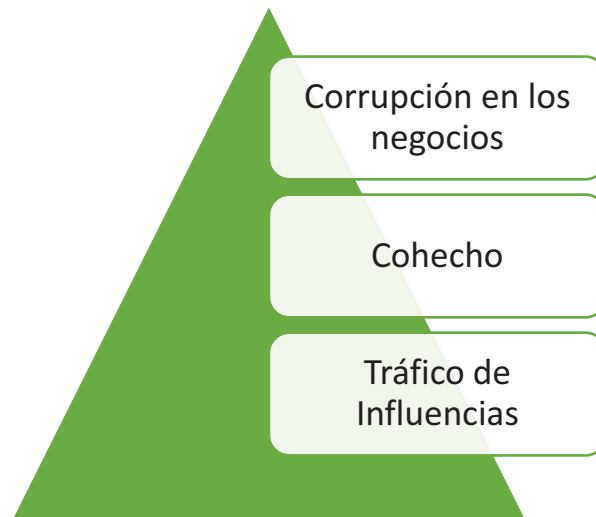 Corrupción en los
negocios
Cohecho
Tráfico de
Influencias